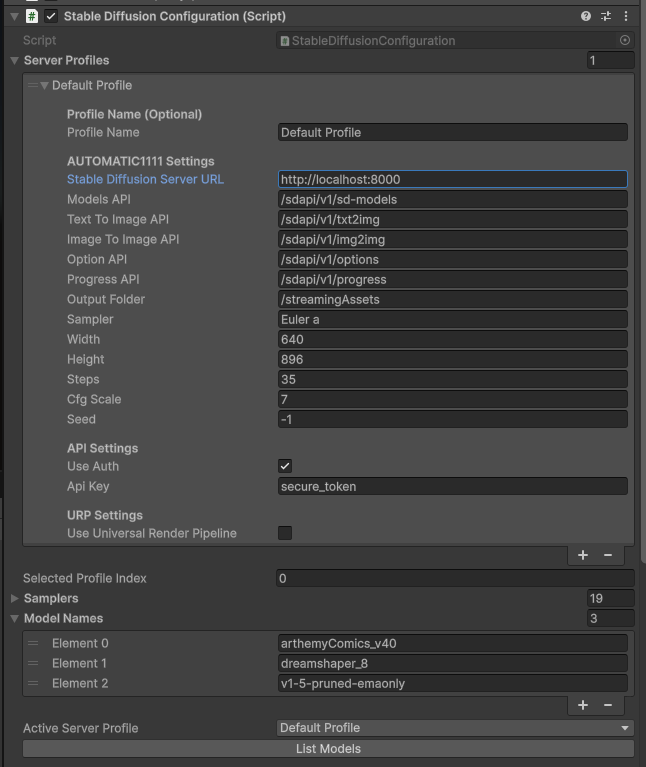 Stable Diffusion Configuration (Script)
Script StableDiffusionConfiguration
Server Profiles 1
Default Profile
Profile Name (Optional)
Profile Name Default Profile
AUTOMATIC1111 Settings
Stable Diffusion Server URL http://localhost:8000
Models API /sdapi/v1/sd-models
Text To Image API /sdapi/v1/txt2img
Image To Image API /sdapi/v1/img2img
Option API /sdapi/v1/options
Progress API /sdapi/v1/progress
Output Folder /streamingAssets
Sampler Euler a
Width 640
Height 896
Steps 35
Cfg Scale 7
Seed -1
API Settings
Use Auth
Api Key secure_token
URP Settings
Use Universal Render Pipeline
Selected Profile Index 0
Samplers 19
Model Names 3
Element 0 arthemyComics_v40
Element 1 dreamshaper_8
Element 2 v1-5-pruned-emaonly
Active Server Profile Default Profile
List Models